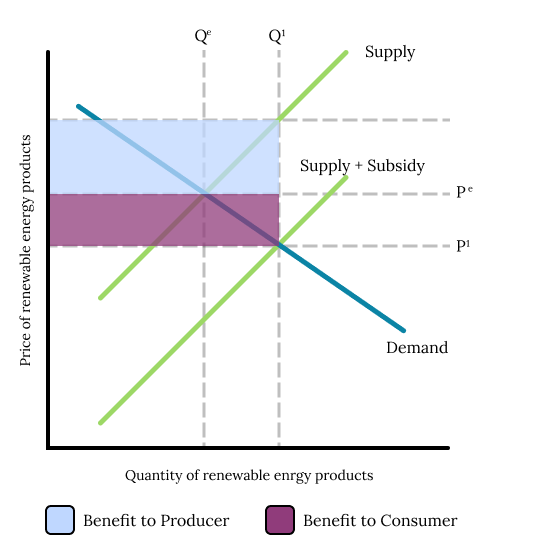 Qᵉ Q¹
Supply
Supply + Subsidy
Pᵉ
P¹
Demand
Price of renewable energy products
Quantity of renewable enrgy products
Benefit to Producer Benefit to Consumer